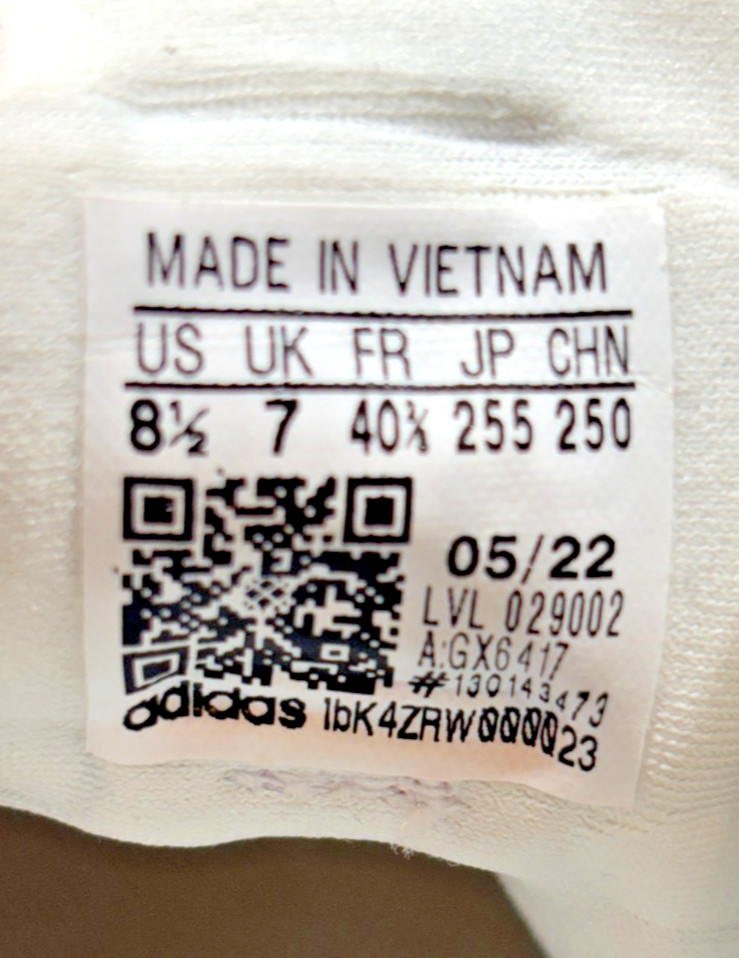 MADE IN VIETNAM
US UK FR JP CHN
8½ 7 40⅔ 255 250
05/22
LVL 029002
A:GX6417
#130143473
adidas 1bK4ZRW000023